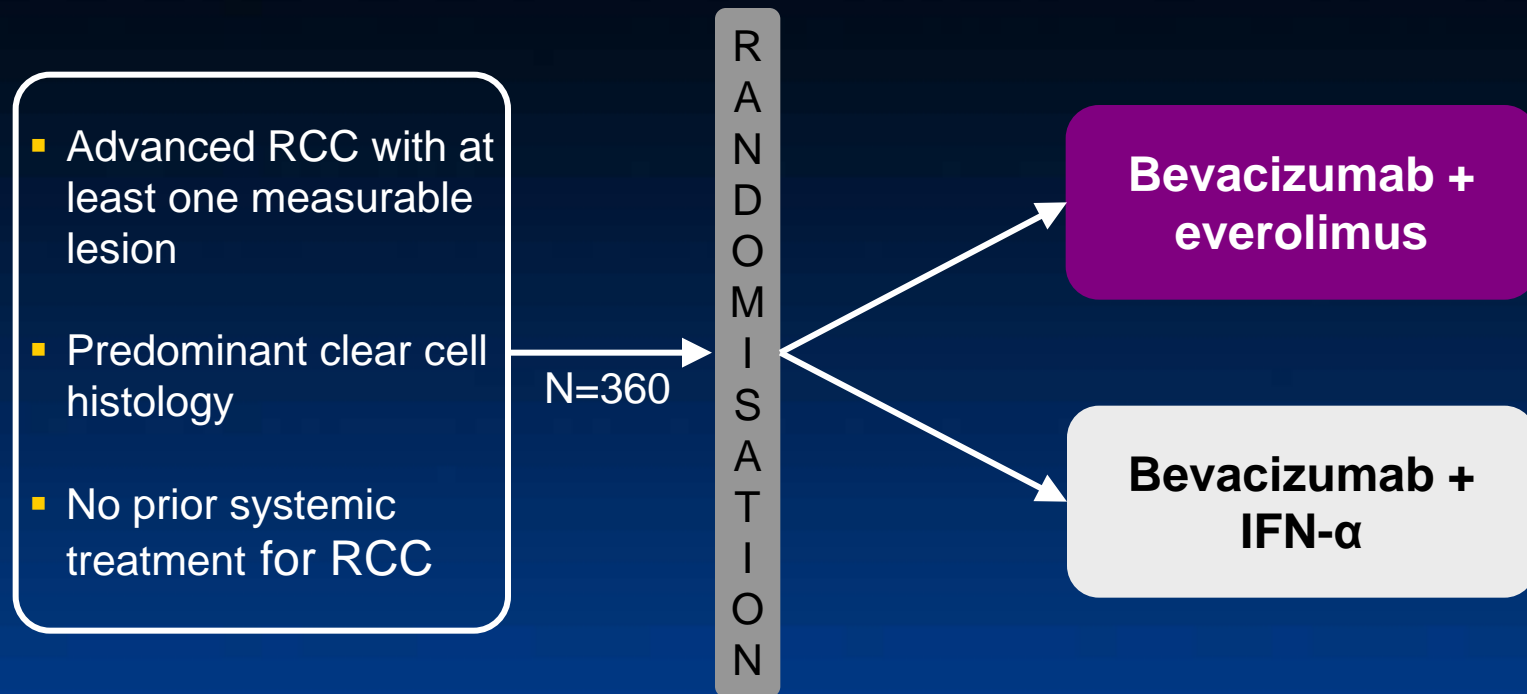 Advanced RCC with at
least one measurable
lesion
Predominant clear cell
histology
No prior systemic
treatment for RCC
N=360
R
A
N
D
O
M
I
S
A
T
I
O
N
Bevacizumab +
everolimus
Bevacizumab +
IFN-α